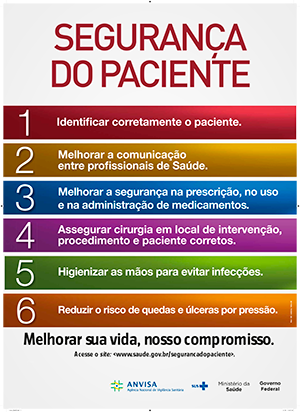 SEGURANÇA
DO PACIENTE
1 Identificar corretamente o paciente.
2 Melhorar a comunicação
entre profissionais de Saúde.
3 Melhorar a segurança na prescrição, no uso
e na administração de medicamentos.
4 Assegurar cirurgia em local de intervenção,
procedimento e paciente corretos.
5 Higienizar as mãos para evitar infecções.
6 Reduzir o risco de quedas e úlceras por pressão.
Melhorar sua vida, nosso compromisso.
Acesse o site: <www.saude.gov.br/segurancadopaciente>.
ANVISA
Agência Nacional de Vigilância Sanitária
SUS
Ministério da
Saúde
Governo
Federal